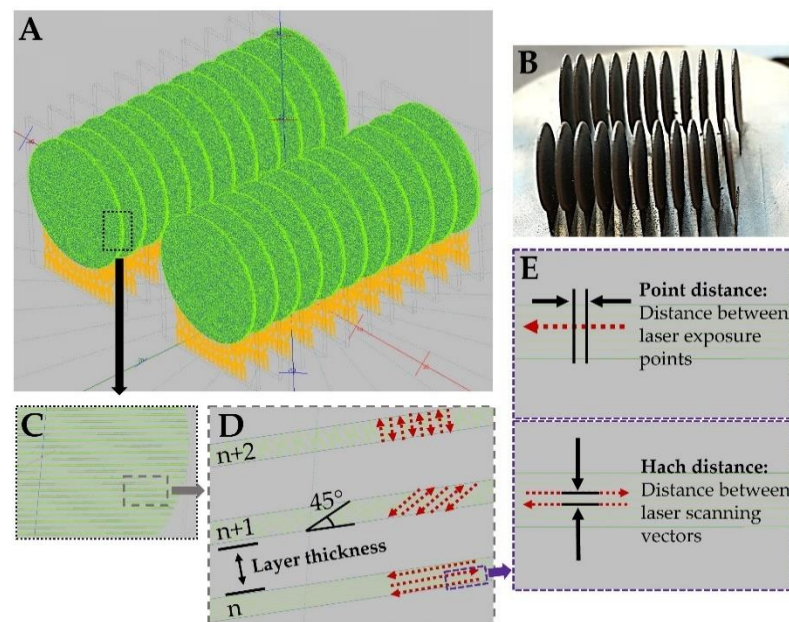 A
B
E
Point distance:
Distance between
laser exposure
points
C
D
n+2
45°
n+1
Layer thickness
n
Hach distance:
Distance between
laser scanning
vectors